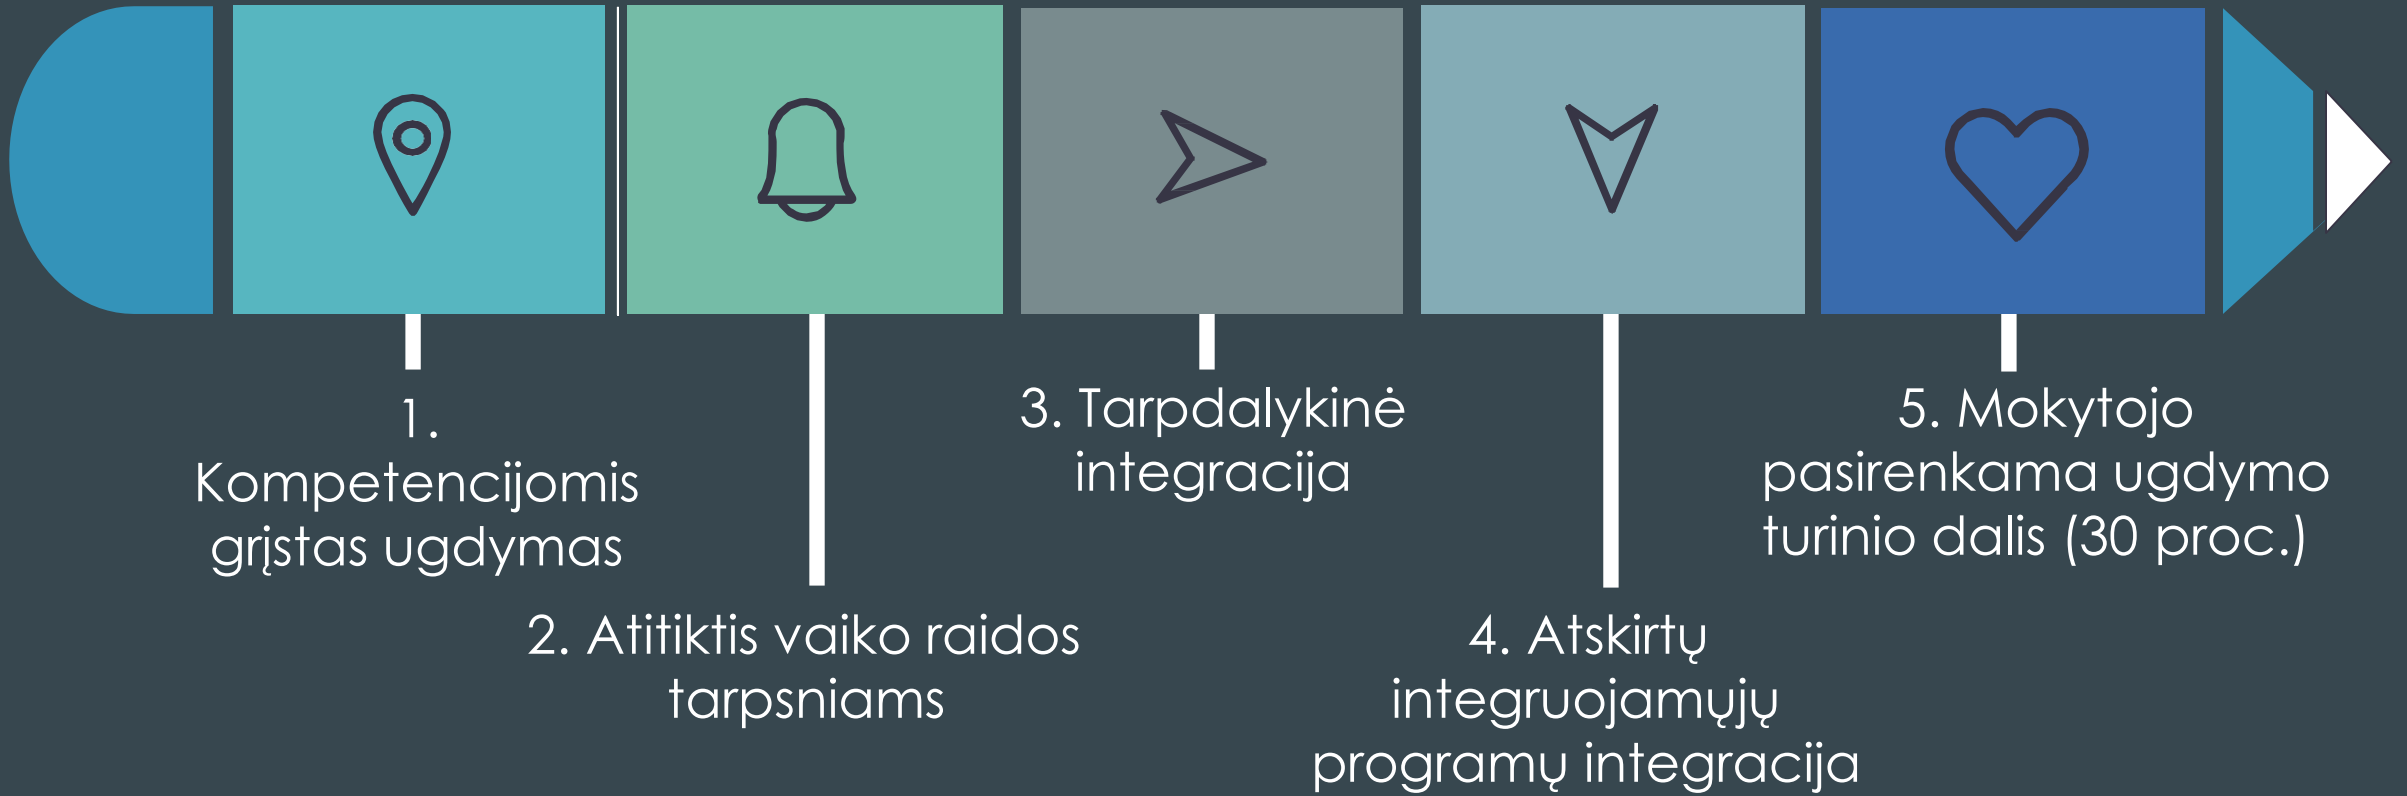 1.
Kompetencijomis
grįstas ugdymas
2. Atitiktis vaiko raidos
tarpsniams
3. Tarpdalykinė
integracija
4. Atskirtų
integruojamųjų
programų integracija
5. Mokytojo
pasirenkama ugdymo
turinio dalis (30 proc.)